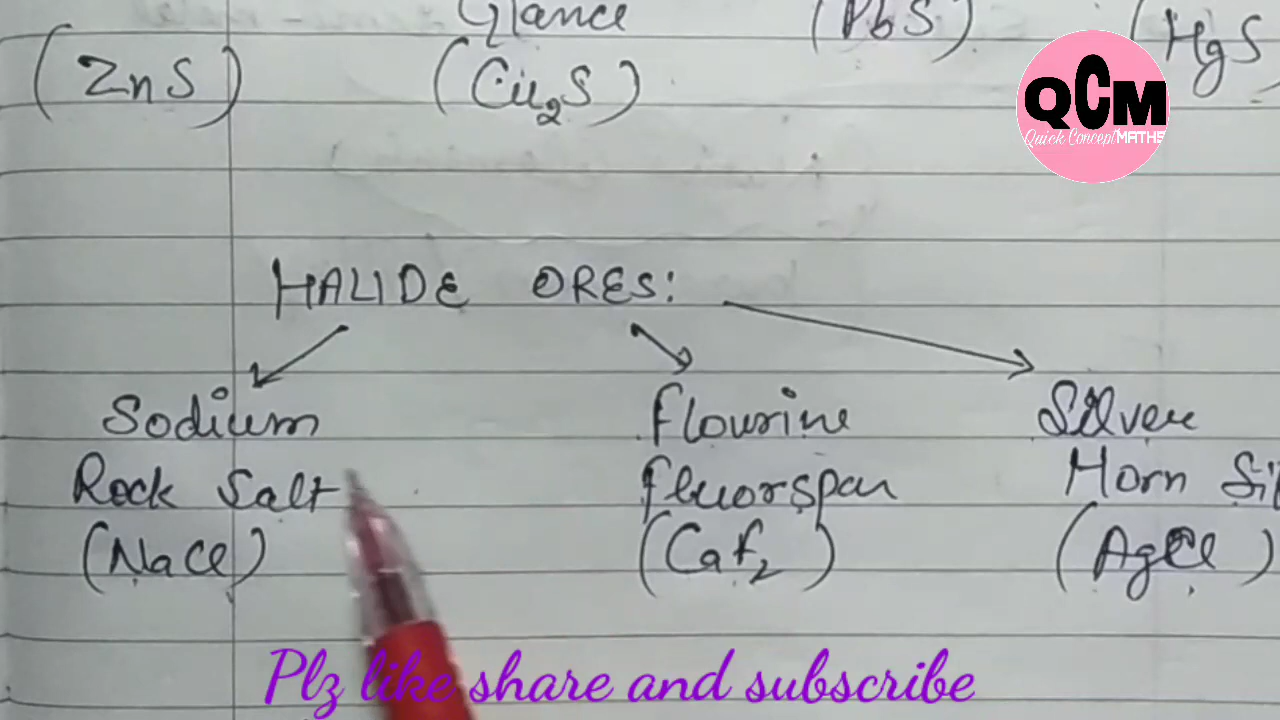 Glance (PbS) (HgS
(ZnS) (Cu2S)
QCM
Quick Concept MATHS
HALIDE ORES:
Sodium Flourine Silver
Rock Salt fluorspar Horn Sil
(NaCl) (CaF2) (AgCl)
Plz like share and subscribe